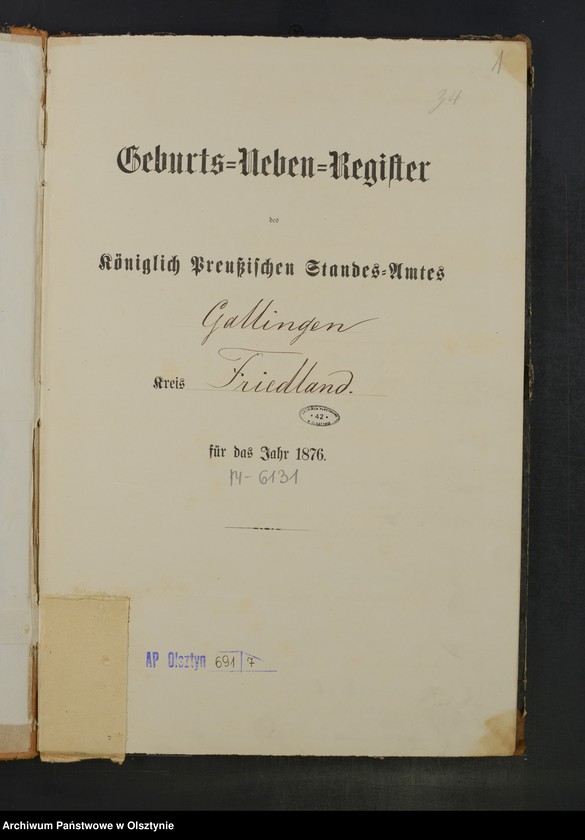 1
34
Geburts=Neben=Register
des
Königlich Preußischen Standes=Amtes
Gallingen
Kreis Friedland.
42
für das Jahr 1876.
M-6131
AP Olsztyn 691/7
Archiwum Państwowe w Olsztynie